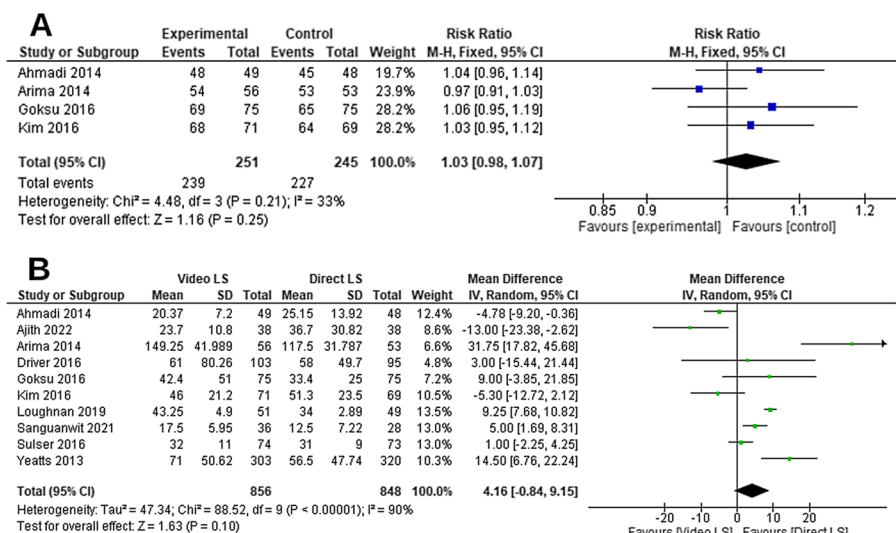 A
Experimental Control Risk Ratio Risk Ratio
Study or Subgroup Events Total Events Total Weight M-H, Fixed, 95% CI M-H, Fixed, 95% CI
Ahmadi 2014 48 49 45 48 19.7% 1.04 [0.96, 1.14]
Arima 2014 54 56 53 53 23.9% 0.97 [0.91, 1.03]
Goksu 2016 69 75 65 75 28.2% 1.06 [0.95, 1.19]
Kim 2016 68 71 64 69 28.2% 1.03 [0.95, 1.12]
Total (95% CI) 251 245 100.0% 1.03 [0.98, 1.07]
Total events 239 227
Heterogeneity: Chi² = 4.48, df = 3 (P = 0.21); I² = 33%
Test for overall effect: Z = 1.16 (P = 0.25)
0.85 0.9 1 1.1 1.2
Favours [experimental] Favours [control]
B
Video LS Direct LS Mean Difference Mean Difference
Study or Subgroup Mean SD Total Mean SD Total Weight IV, Random, 95% CI IV, Random, 95% CI
Ahmadi 2014 20.37 7.2 49 25.15 13.92 48 12.4% -4.78 [-9.20, -0.36]
Ajith 2022 23.7 10.8 38 36.7 30.82 38 8.6% -13.00 [-23.38, -2.62]
Arima 2014 149.25 41.989 56 117.5 31.787 53 6.3% 31.75 [17.82, 45.68]
Driver 2016 61 80.26 103 58 49.7 95 4.2% 3.00 [-15.44, 21.44]
Goksu 2016 42.4 51 75 33.4 25 75 7.2% 9.00 [-3.85, 21.85]
Kim 2016 46 21.2 71 51.3 23.5 69 10.6% -5.30 [-12.72, 2.12]
Loughnan 2019 43.25 4.9 51 34 2.89 49 13.5% 9.25 [7.68, 10.82]
Sanguanwit 2021 17.5 5.95 36 12.5 7.22 28 13.0% 5.00 [1.69, 8.31]
Sulser 2016 32 11 74 31 9 73 13.0% 1.00 [-2.25, 4.25]
Yeatts 2013 71 50.62 303 56.5 47.74 320 10.3% 14.50 [6.76, 22.24]
Total (95% CI) 856 848 100.0% 4.16 [-0.84, 9.15]
Heterogeneity: Tau² = 47.34; Chi² = 88.52, df = 9 (P < 0.00001); I² = 90%
Test for overall effect: Z = 1.63 (P = 0.10)
-20 -10 0 10 20
Favours [Video LS] Favours [Direct LS]